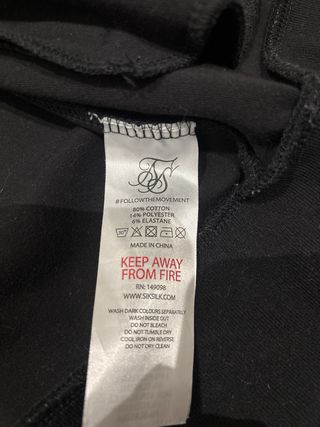 #FOLLOWTHEMOVEMENT
80% COTTON
14% POLYESTER
6% ELASTANE
30°
MADE IN CHINA
KEEP AWAY
FROM FIRE
RN: 149098
WWW.SIKSILK.COM
WASH DARK COLOURS SEPARATELY
WASH INSIDE OUT
DO NOT BLEACH
DO NOT TUMBLE DRY
COOL IRON ON REVERSE
DO NOT DRY CLEAN